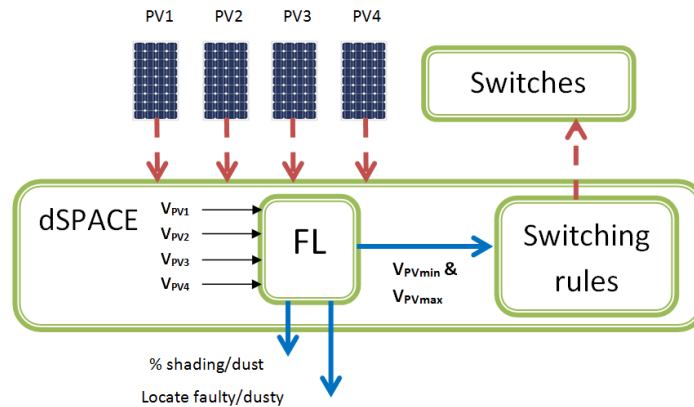 PV1 PV2 PV3 PV4
Switches
dSPACE
VPV1
VPV2
VPV3
VPV4
FL
VPVmin &
VPVmax
Switching
rules
% shading/dust
Locate faulty/dusty